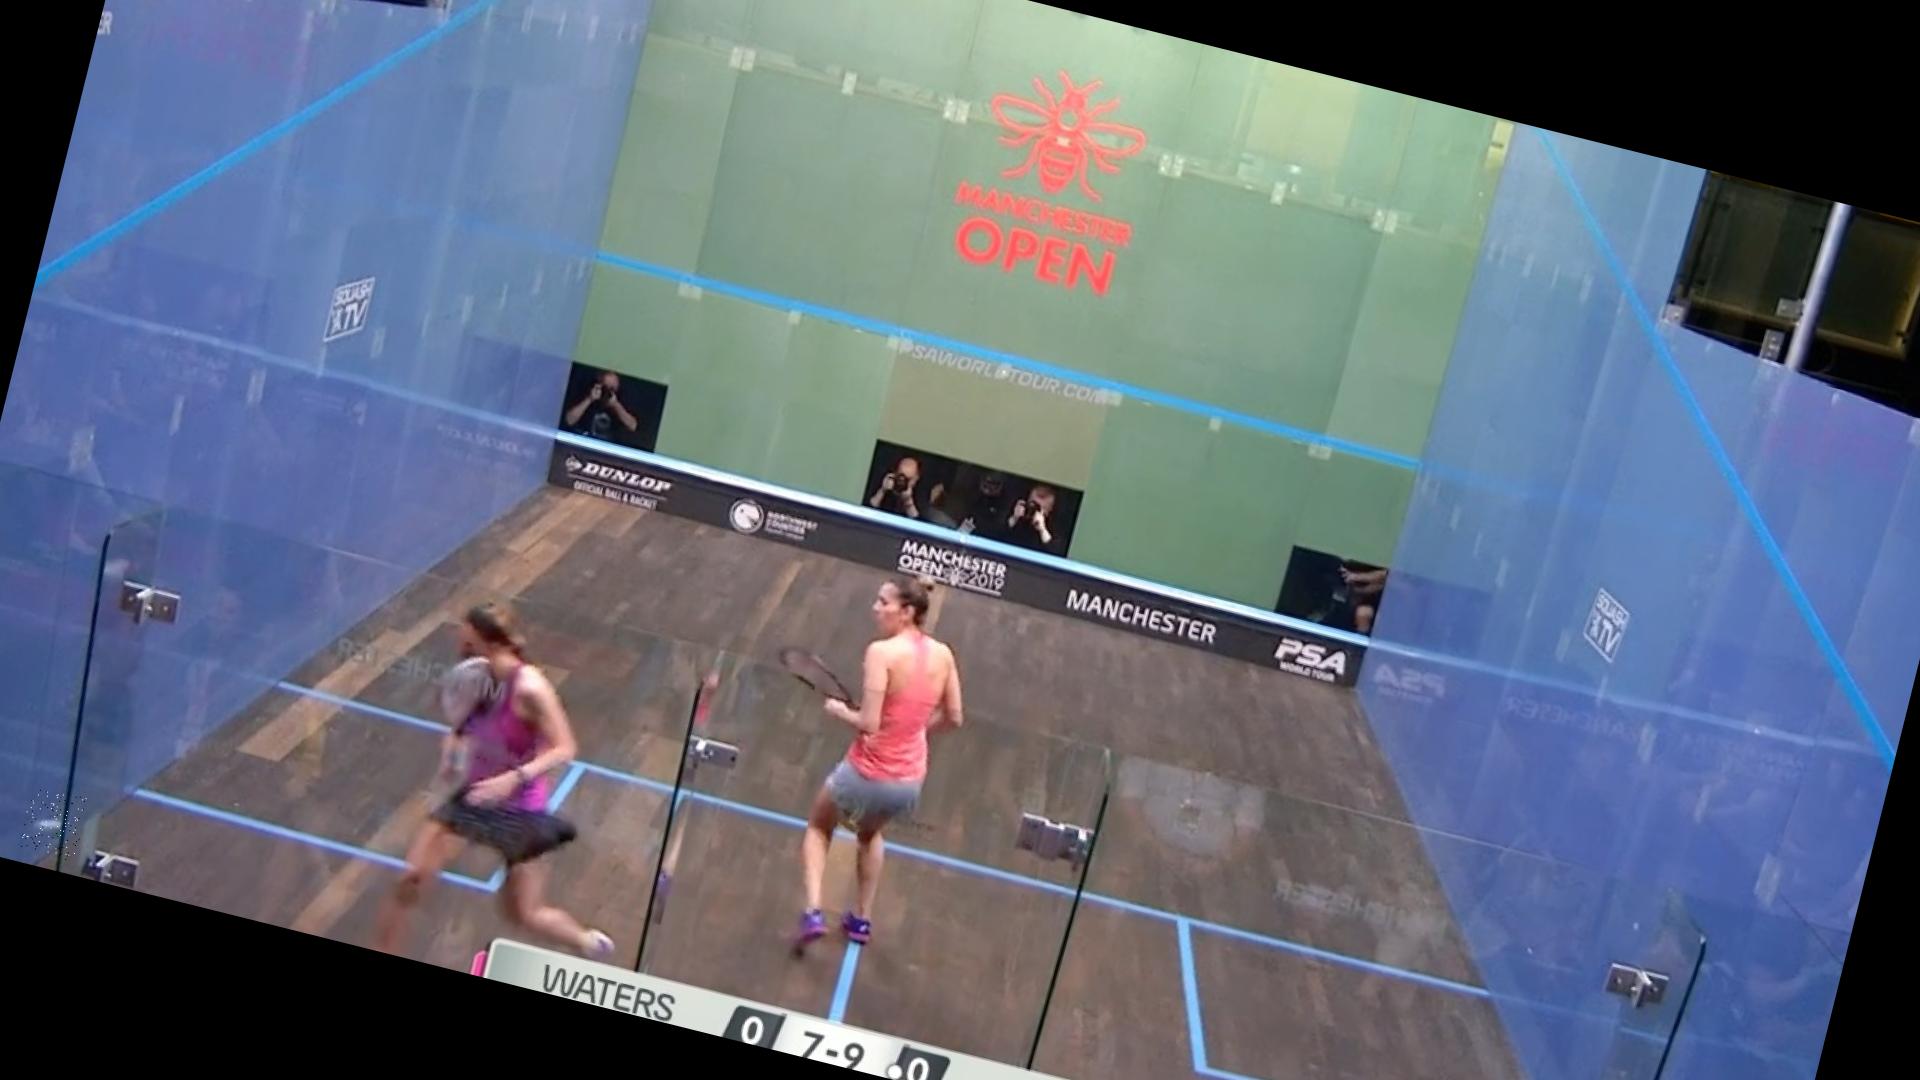 MANCHESTER
OPEN
SQUASH
TV
PSAWORLDTOUR.COM
DUNLOP
OFFICIAL BALL & RACKET
NORTHWEST
COUNTIES
MANCHESTER
OPEN 2019
MANCHESTER
PSA
WORLD TOUR
SQUASH
TV
WATERS 0 7-9 0